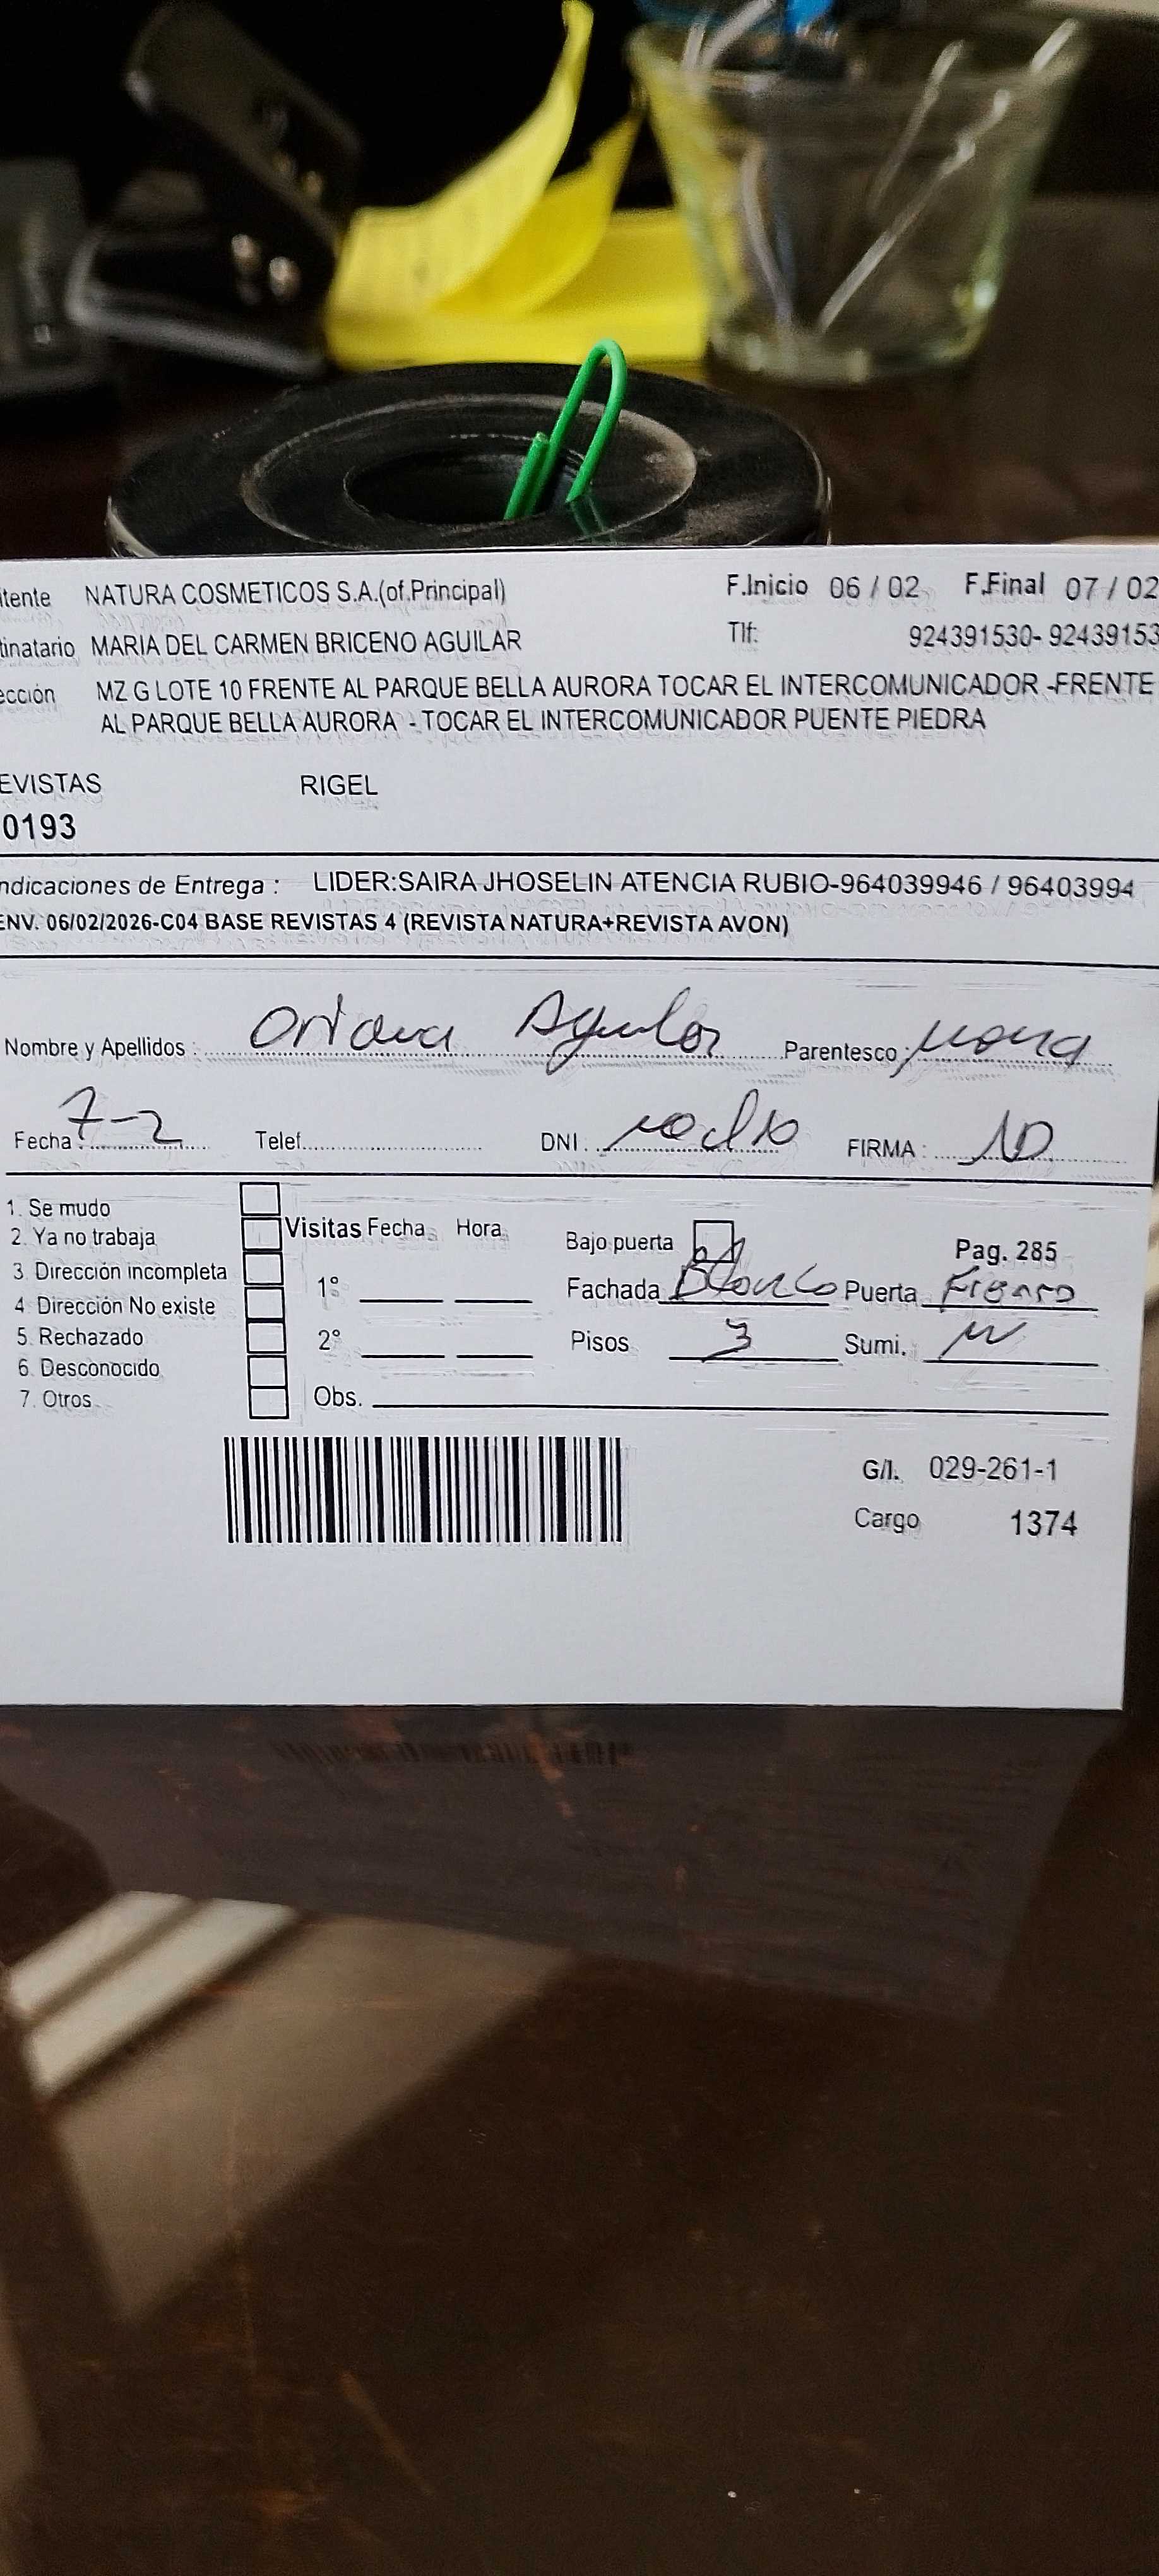 itente NATURA COSMETICOS S.A.(of.Principal) F.Inicio 06 / 02 F.Final 07 / 02
tinatario MARIA DEL CARMEN BRICENO AGUILAR Tlf: 924391530- 92439153
ección MZ G LOTE 10 FRENTE AL PARQUE BELLA AURORA TOCAR EL INTERCOMUNICADOR -FRENTE
AL PARQUE BELLA AURORA - TOCAR EL INTERCOMUNICADOR PUENTE PIEDRA
EVISTAS RIGEL
0193
ndicaciones de Entrega : LIDER:SAIRA JHOSELIN ATENCIA RUBIO-964039946 / 96403994
ENV. 06/02/2026-C04 BASE REVISTAS 4 (REVISTA NATURA+REVISTA AVON)
Nombre y Apellidos : Oriana Aguilar Parentesco :
Fecha : 7-2 Telef. DNI . FIRMA :
1. Se mudo
2. Ya no trabaja Visitas Fecha Hora Bajo puerta Pag. 285
3. Dirección incompleta 1° Fachada Blanco Puerta Fierro
4. Dirección No existe
5. Rechazado 2° Pisos 3 Sumi.
6. Desconocido
7. Otros Obs.
G/I. 029-261-1
Cargo 1374